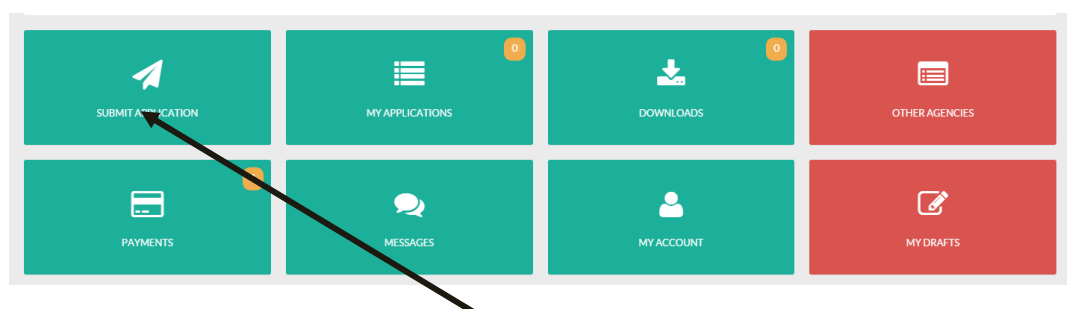 0
0
SUBMIT APPLICATION
MY APPLICATIONS
DOWNLOADS
OTHER AGENCIES
PAYMENTS
MESSAGES
MY ACCOUNT
MY DRAFTS